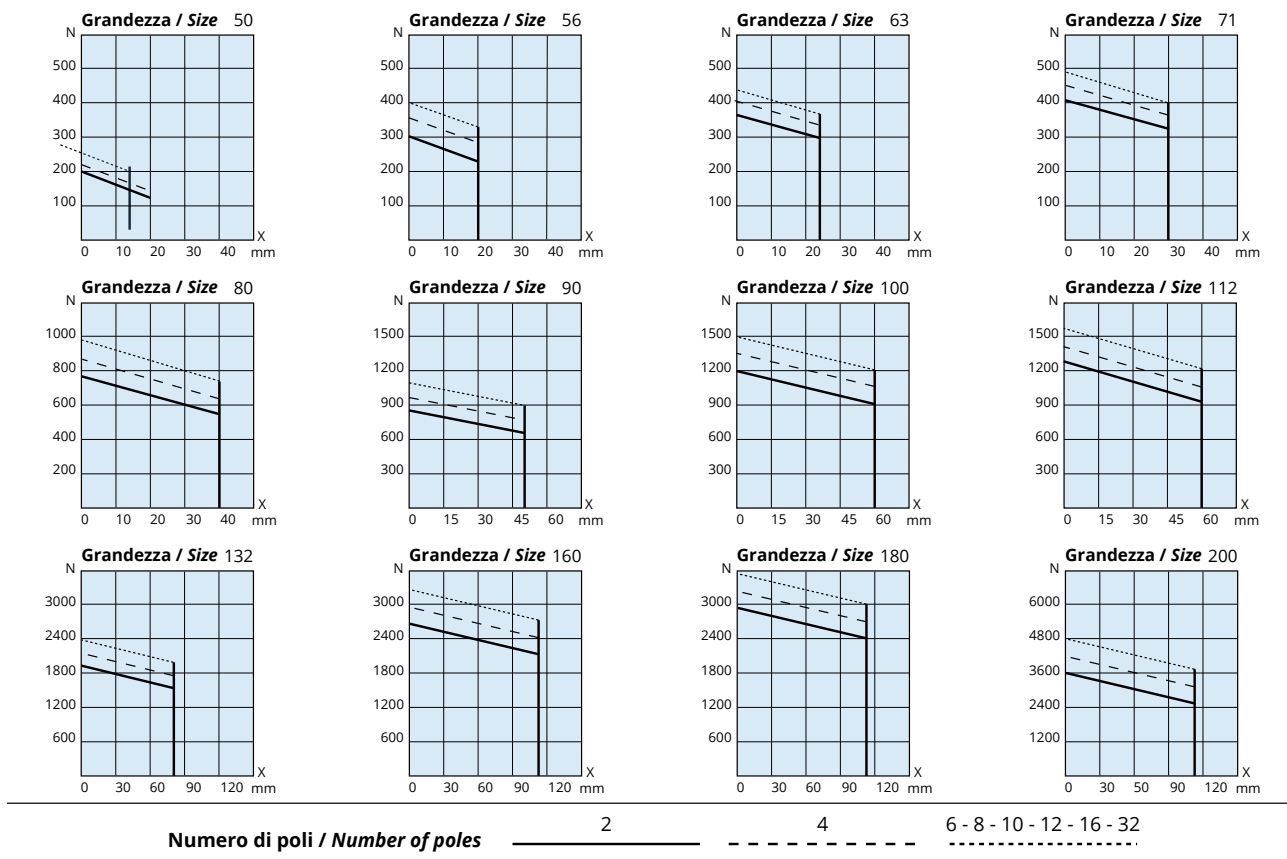 Grandezza / Size 50
N
500
400
300
200
100
X
0 10 20 30 40 mm
Grandezza / Size 56
N
500
400
300
200
100
X
0 10 20 30 40 mm
Grandezza / Size 63
N
500
400
300
200
100
X
0 10 20 30 40 mm
Grandezza / Size 71
N
500
400
300
200
100
X
0 10 20 30 40 mm
Grandezza / Size 80
N
1000
800
600
400
200
X
0 10 20 30 40 mm
Grandezza / Size 90
N
1500
1200
900
600
300
X
0 15 30 45 60 mm
Grandezza / Size 100
N
1500
1200
900
600
300
X
0 15 30 45 60 mm
Grandezza / Size 112
N
1500
1200
900
600
300
X
0 15 30 45 60 mm
Grandezza / Size 132
N
3000
2400
1800
1200
600
X
0 30 60 90 120 mm
Grandezza / Size 160
N
3000
2400
1800
1200
600
X
0 30 60 90 120 mm
Grandezza / Size 180
N
3000
2400
1800
1200
600
X
0 30 60 90 120 mm
Grandezza / Size 200
N
6000
4800
3600
2400
1200
X
0 30 50 90 120 mm
Numero di poli / Number of poles 2 4 6 - 8 - 10 - 12 - 16 - 32